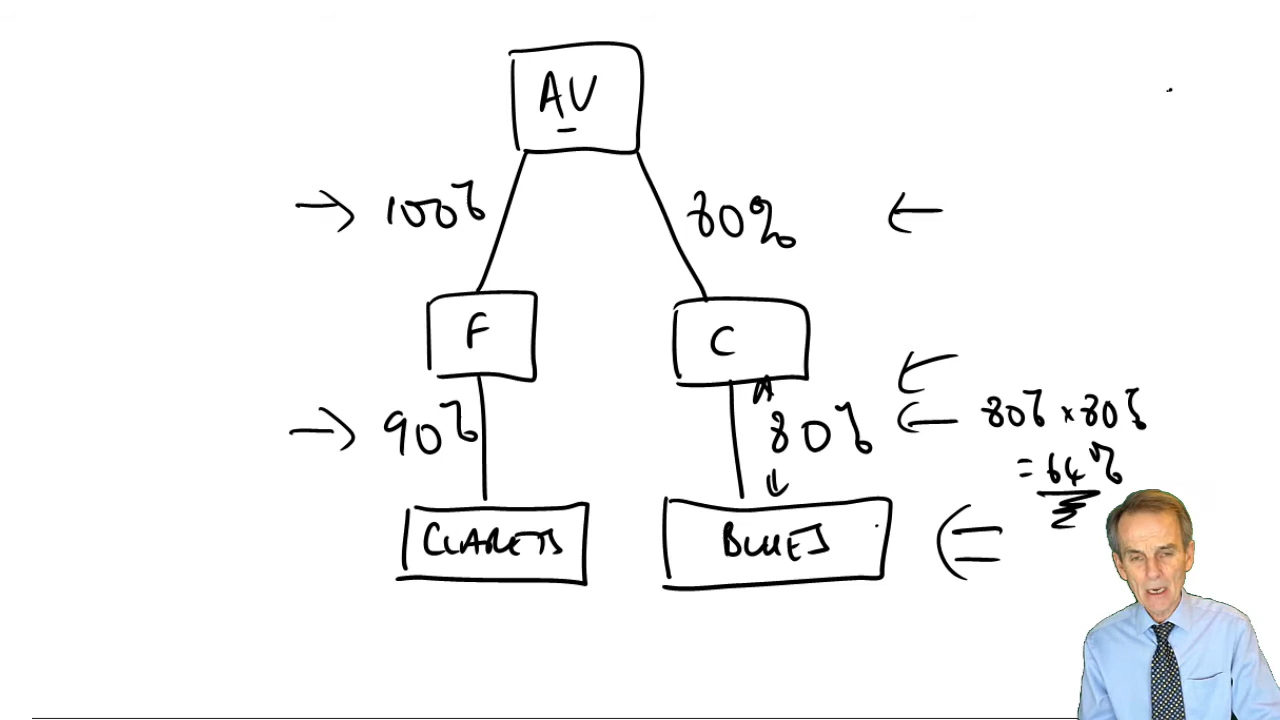 AV
100%
80%
F
C
90%
80%
80% × 80%
= 64%
CLARETS
BLUES